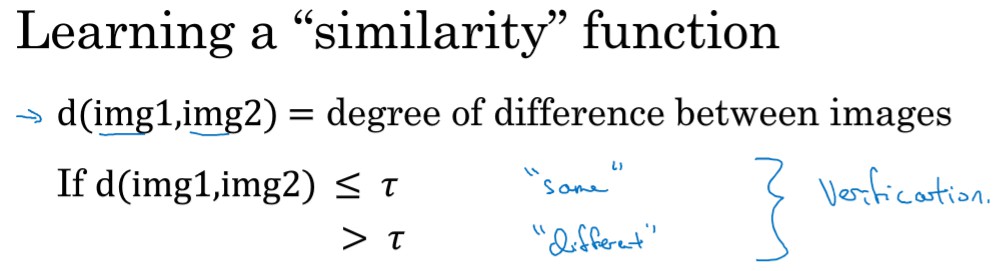 Learning a “similarity” function
→ d(img1,img2) = degree of difference between images
If d(img1,img2) ≤ τ "same"
> τ "different"
Verification.